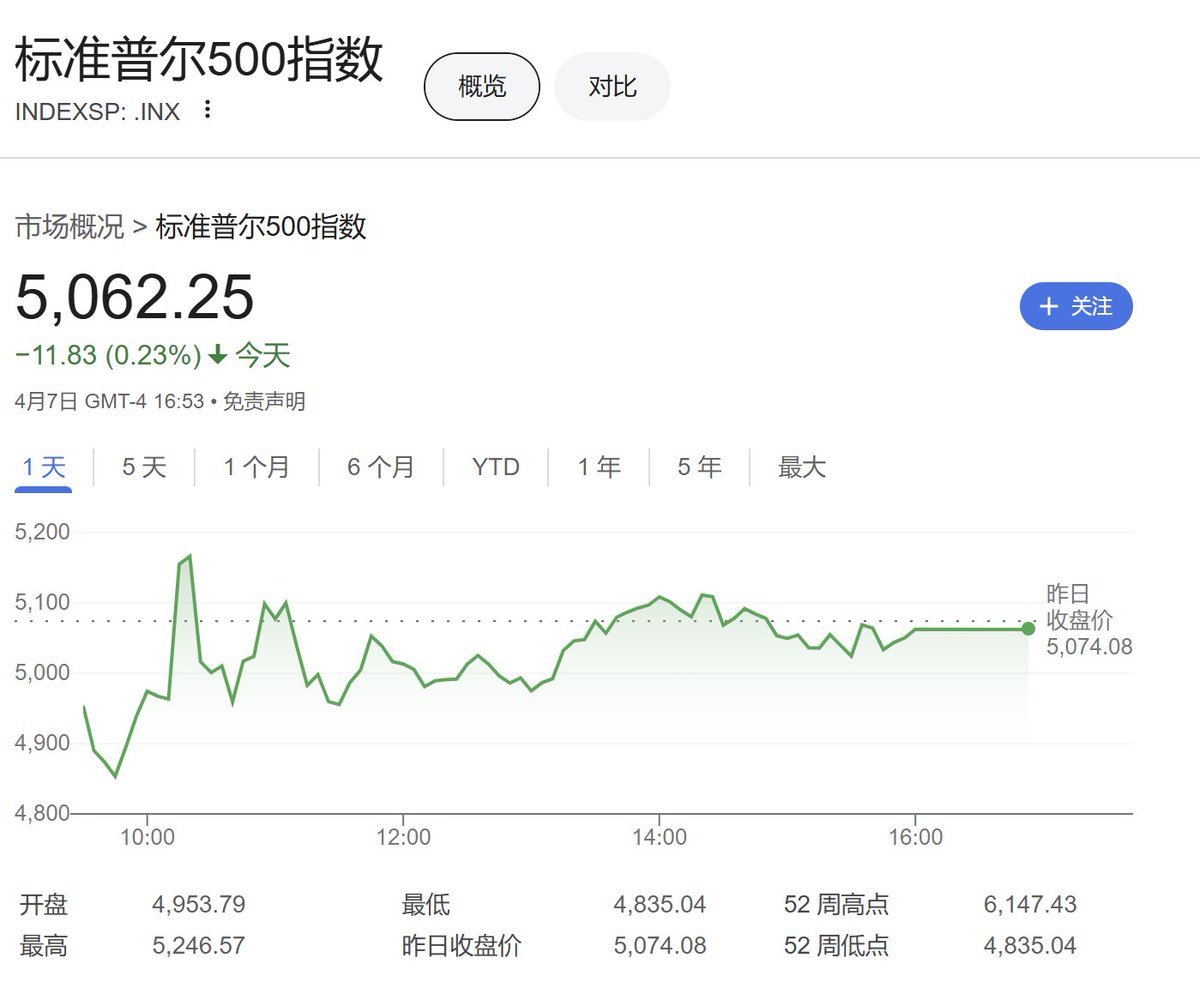 标准普尔500指数
概览
对比
INDEXSP: .INX
市场概况 > 标准普尔500指数
5,062.25
+ 关注
−11.83 (0.23%) ↓ 今天
4月7日 GMT-4 16:53 • 免责声明
1 天
5 天
1 个月
6 个月
YTD
1 年
5 年
最大
5,200
5,100
5,000
4,900
4,800
昨日
收盘价
5,074.08
10:00
12:00
14:00
16:00
开盘 4,953.79 最低 4,835.04 52 周高点 6,147.43
最高 5,246.57 昨日收盘价 5,074.08 52 周低点 4,835.04